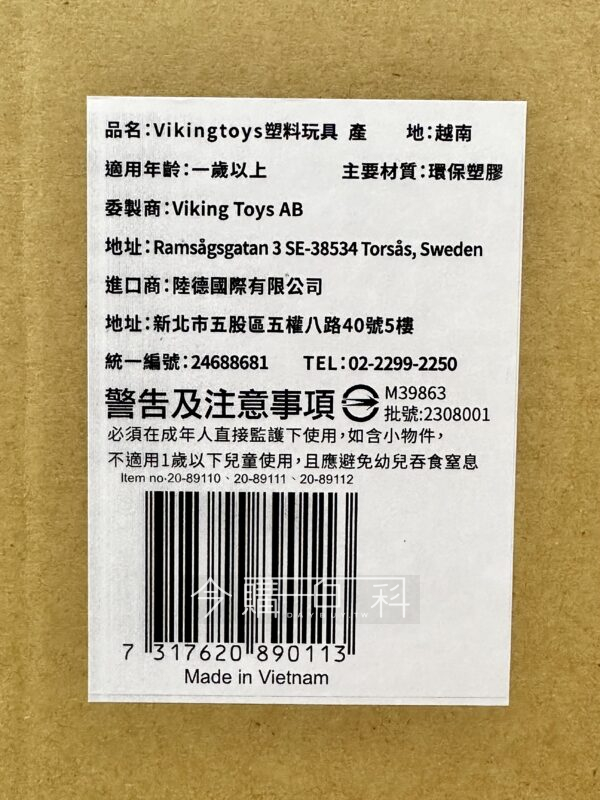 品名:Vikingtoys塑料玩具 產 地:越南
適用年齡:一歲以上 主要材質:環保塑膠
委製商:Viking Toys AB
地址:Ramsågsgatan 3 SE-38534 Torsås, Sweden
進口商:陸德國際有限公司
地址:新北市五股區五權八路40號5樓
統一編號:24688681 TEL:02-2299-2250
警告及注意事項 M39863
批號:2308001
必須在成年人直接監護下使用,如含小物件,
不適用1歲以下兒童使用,且應避免幼兒吞食窒息
Item no·20-89110、20-89111、20-89112
今購百科
7 317620 890113
Made in Vietnam